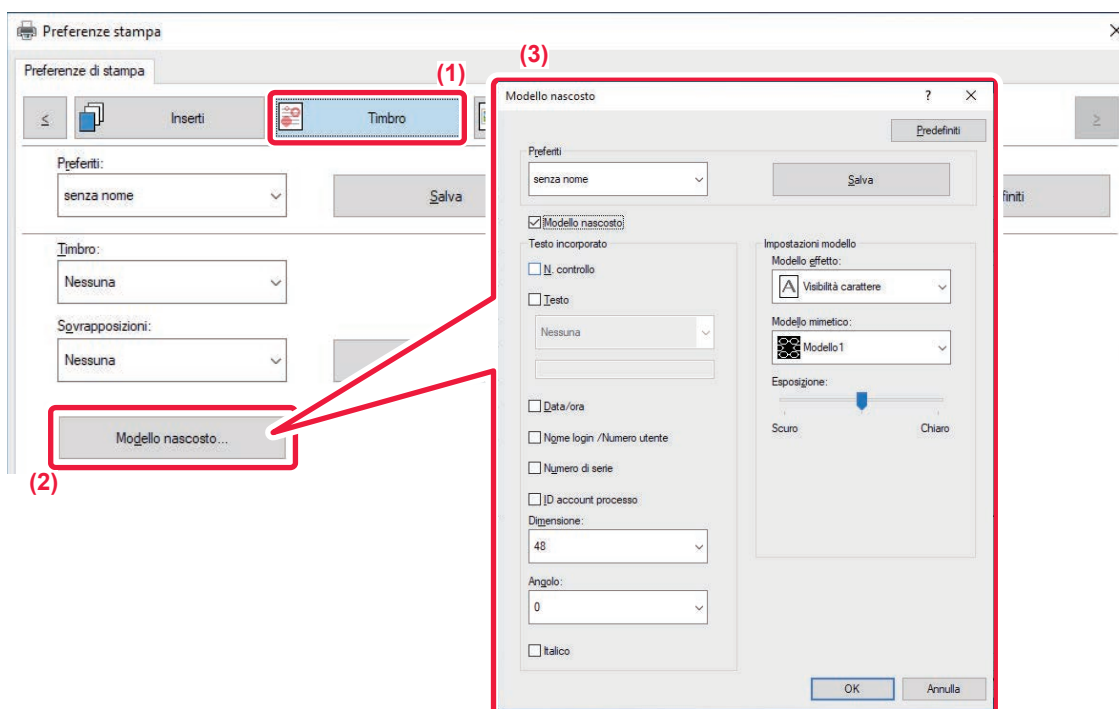 Preferenze stampa
Preferenze di stampa
(1)
<
Inserti
Timbro
>
Preferiti:
senza nome
Salva
finiti
Timbro:
Nessuna
Sovrapposizioni:
Nessuna
Modello nascosto...
(2)
(3)
Modello nascosto
?
Predefiniti
Preferiti
senza nome
Salva
Modello nascosto
Testo incorporato
N. controllo
Testo
Nessuna
Data/ora
Nome login /Numero utente
Numero di serie
ID account processo
Dimensione:
48
Angolo:
0
Italico
Impostazioni modello
Modello effetto:
A Visibilità carattere
Modello mimetico:
Modello1
Esposizione:
Scuro Chiaro
OK Annulla